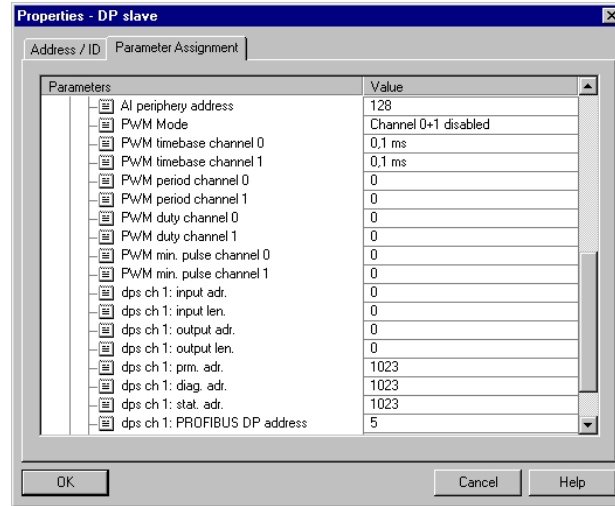 Properties - DP slave
Address / ID Parameter Assignment
Parameters Value
AI periphery address 128
PWM Mode Channel 0+1 disabled
PWM timebase channel 0 0,1 ms
PWM timebase channel 1 0,1 ms
PWM period channel 0 0
PWM period channel 1 0
PWM duty channel 0 0
PWM duty channel 1 0
PWM min. pulse channel 0 0
PWM min. pulse channel 1 0
dps ch 1: input adr. 0
dps ch 1: input len. 0
dps ch 1: output adr. 0
dps ch 1: output len. 0
dps ch 1: prm. adr. 1023
dps ch 1: diag. adr. 1023
dps ch 1: stat. adr. 1023
dps ch 1: PROFIBUS DP address 5
OK Cancel Help